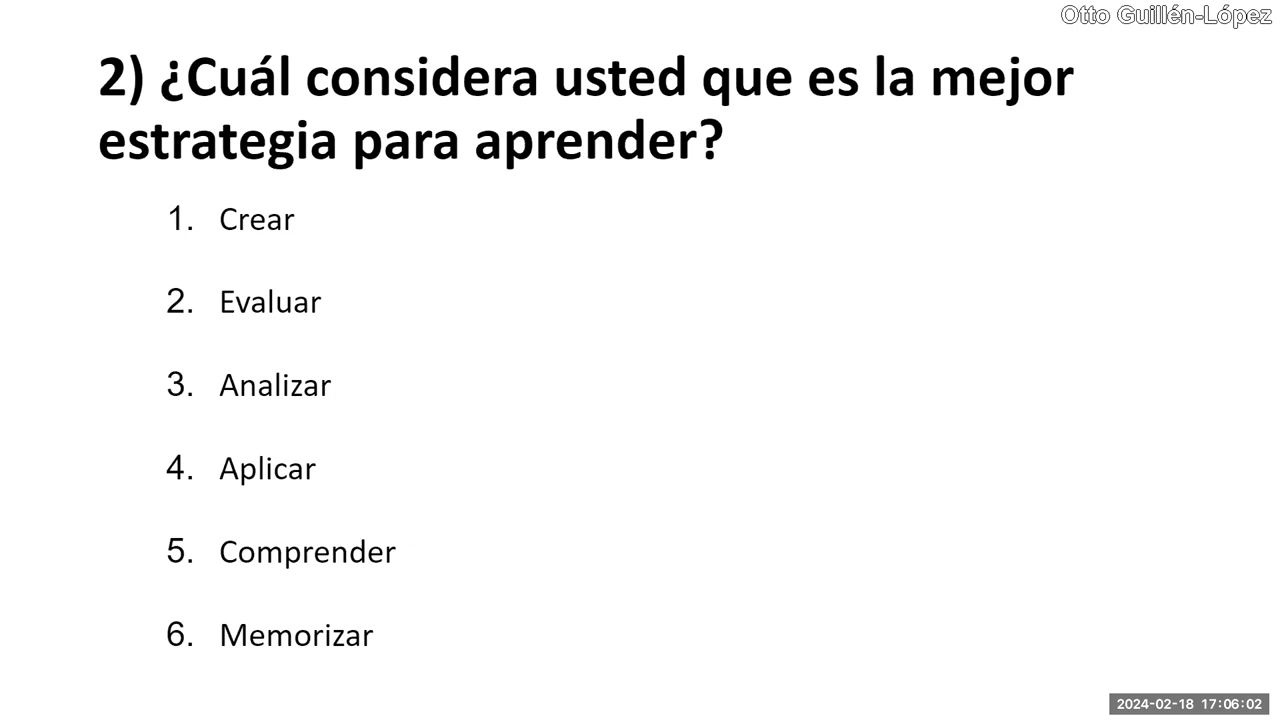 Otto Guillén-López
2) ¿Cuál considera usted que es la mejor
estrategia para aprender?
1. Crear
2. Evaluar
3. Analizar
4. Aplicar
5. Comprender
6. Memorizar
2024-02-18 17:06:02